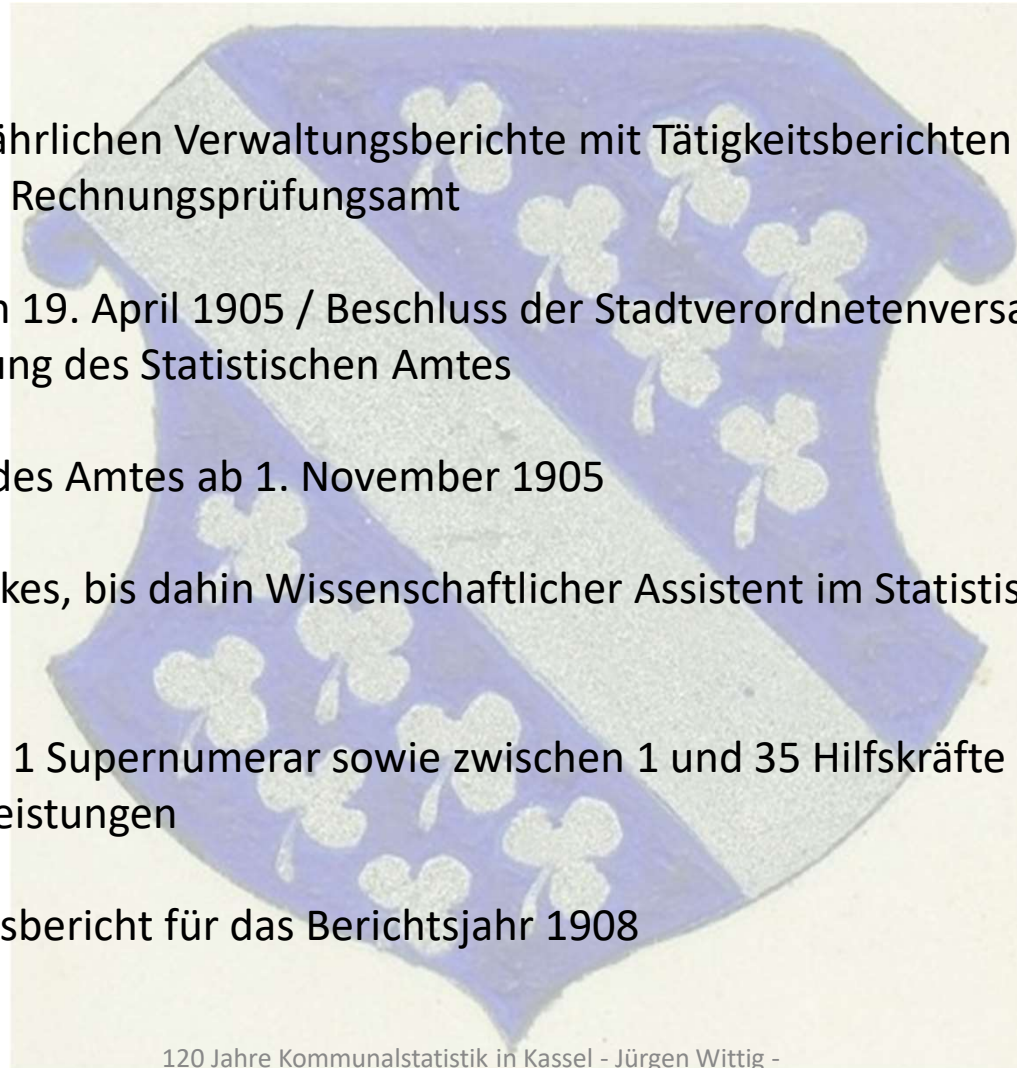 ährlichen Verwaltungsberichte mit Tätigkeitsberichten
Rechnungsprüfungsamt
19. April 1905 / Beschluss der Stadtverordnetenversa
ung des Statistischen Amtes
des Amtes ab 1. November 1905
kes, bis dahin Wissenschaftlicher Assistent im Statistis
1 Supernumerar sowie zwischen 1 und 35 Hilfskräfte
eistungen
sbericht für das Berichtsjahr 1908
120 Jahre Kommunalstatistik in Kassel - Jürgen Wittig -